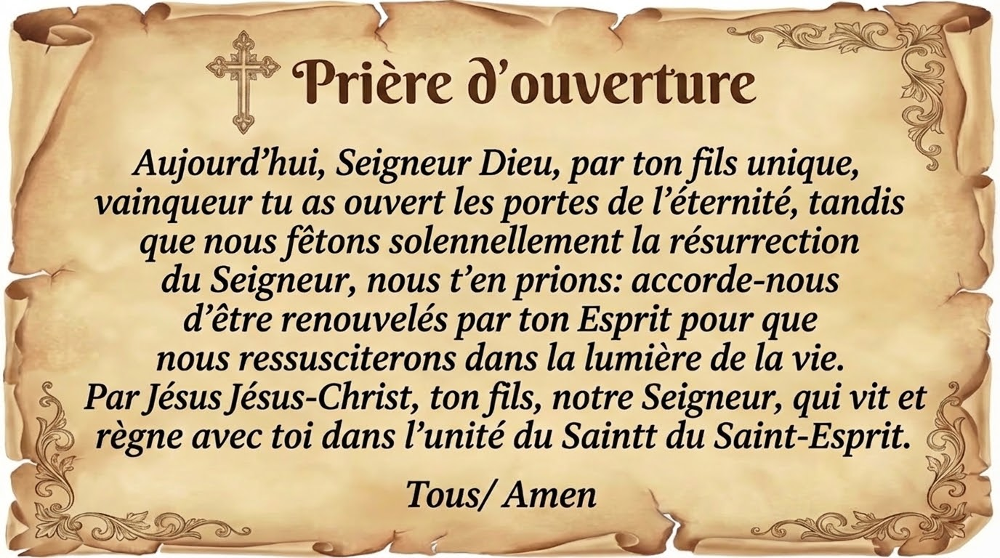 Prière d’ouverture
Aujourd’hui, Seigneur Dieu, par ton fils unique,
vainqueur tu as ouvert les portes de l’éternité, tandis
que nous fêtons solennellement la résurrection
du Seigneur, nous t’en prions: accorde-nous
d’être renouvelés par ton Esprit pour que
nous ressusciterons dans la lumière de la vie.
Par Jésus Jésus-Christ, ton fils, notre Seigneur, qui vit et
règne avec toi dans l’unité du Saintt du Saint-Esprit.
Tous/ Amen